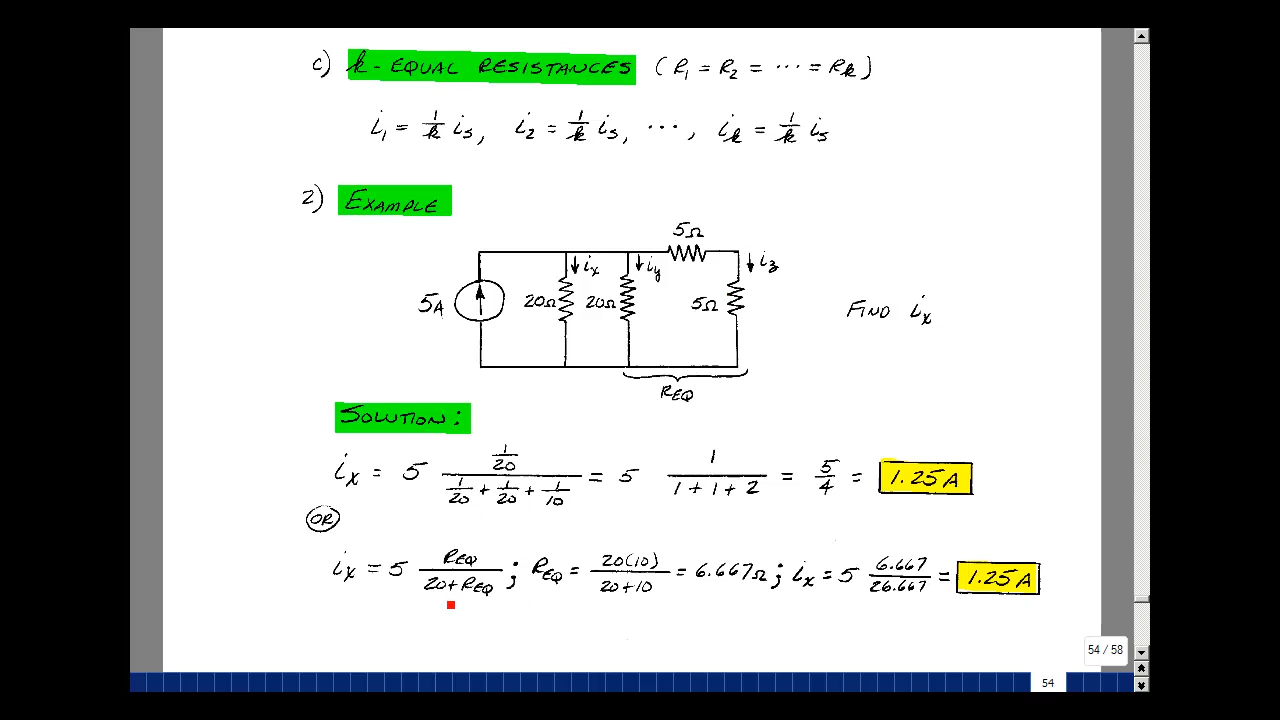 c) k-EQUAL RESISTANCES (R₁ = R₂ = ··· = Rk)
i₁ = 1/k is, i₂ = 1/k is, ···, ik = 1/k is
2) EXAMPLE
5Ω
ix iy iz
5A 20Ω 20Ω 5Ω FIND ix
REQ
SOLUTION:
ix = 5 (1/20)/(1/20 + 1/20 + 1/10) = 5 1/(1+1+2) = 5/4 = 1.25A
OR
ix = 5 REQ/(20+REQ) ; REQ = 20(10)/(20+10) = 6.667Ω ; ix = 5 6.667/26.667 = 1.25A
54 / 58
54